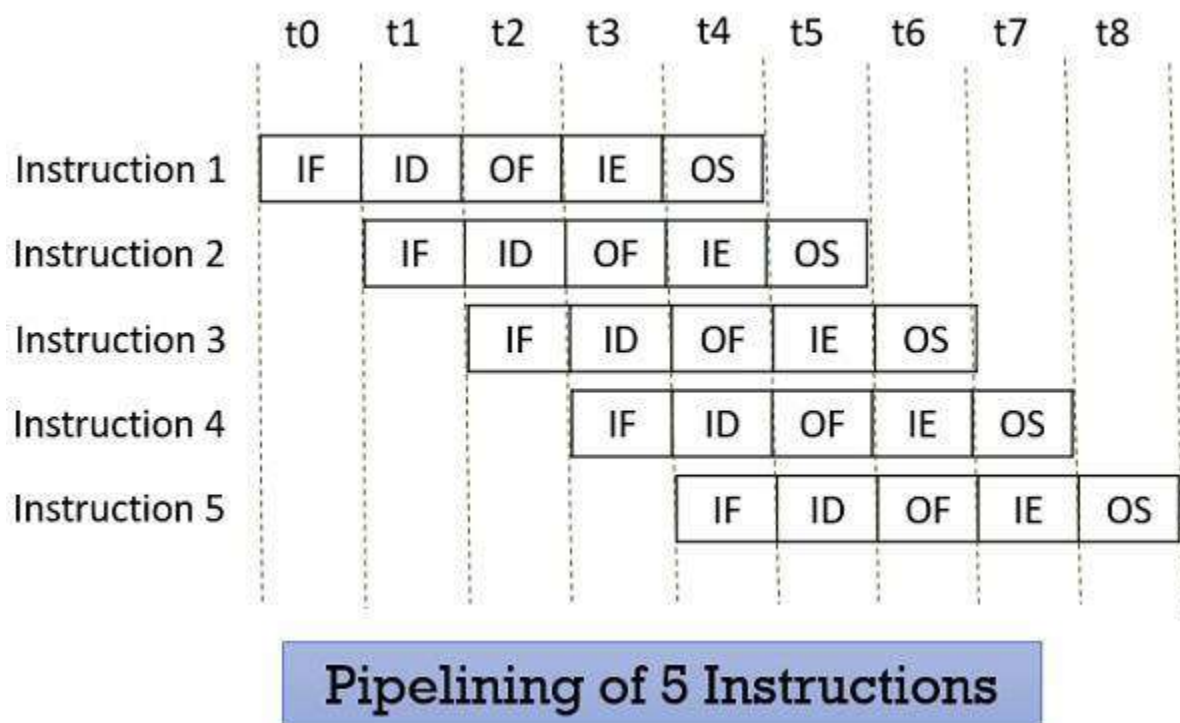 t0 t1 t2 t3 t4 t5 t6 t7 t8
Instruction 1 IF ID OF IE OS
Instruction 2 IF ID OF IE OS
Instruction 3 IF ID OF IE OS
Instruction 4 IF ID OF IE OS
Instruction 5 IF ID OF IE OS
Pipelining of 5 Instructions